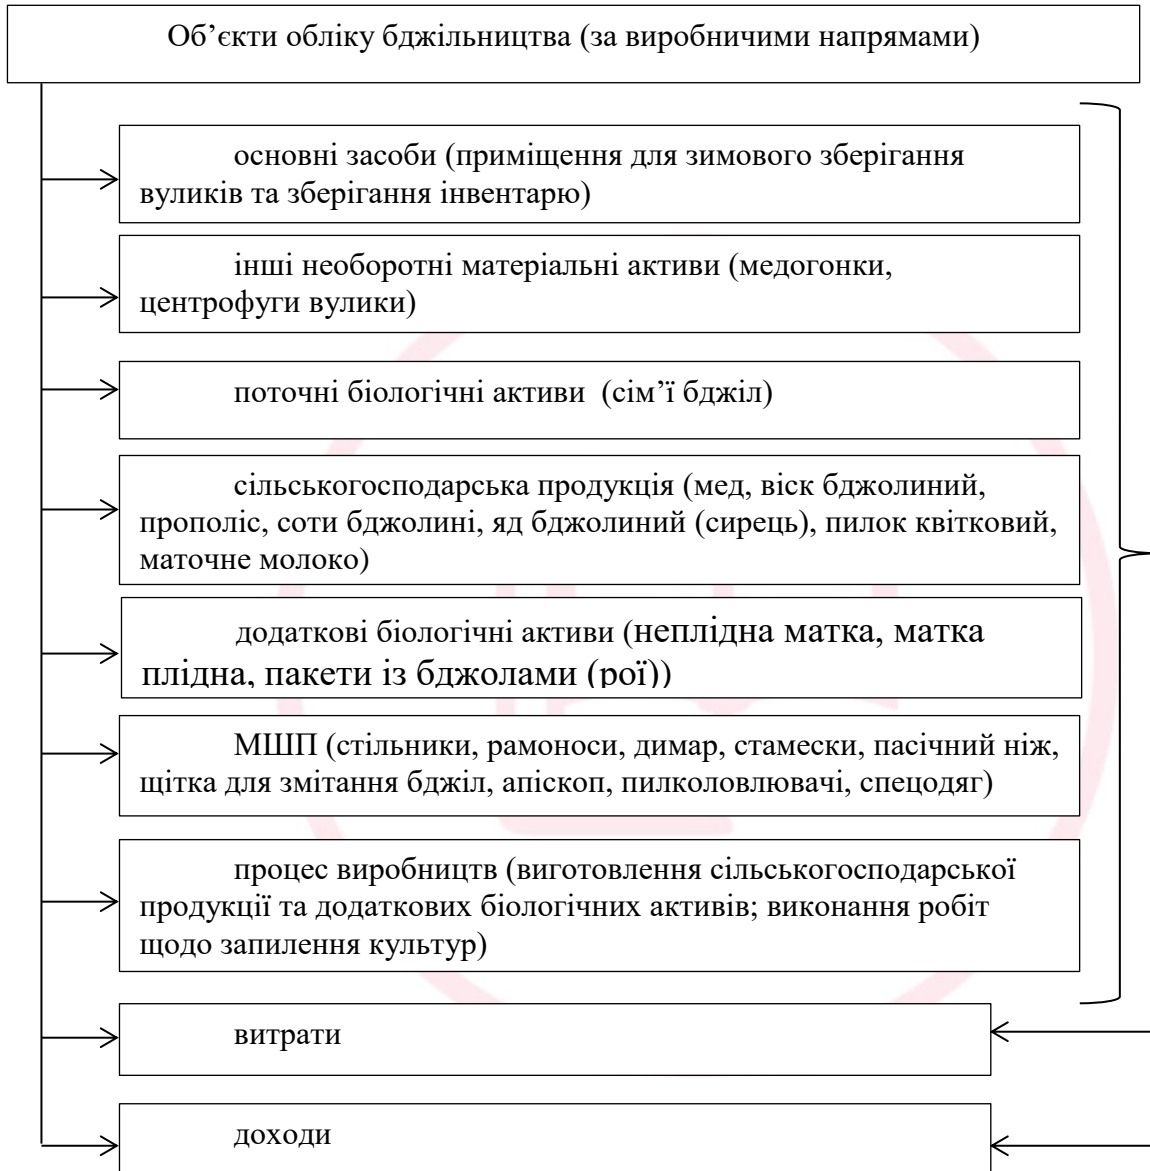 Об’єкти обліку бджільництва (за виробничими напрямами)
основні засоби (приміщення для зимового зберігання
вуликів та зберігання інвентарю)
інші необоротні матеріальні активи (медогонки,
центрофуги вулики)
поточні біологічні активи (сім’ї бджіл)
сільськогосподарська продукція (мед, віск бджолиний,
прополіс, соти бджолині, яд бджолиний (сирець), пилок квітковий,
маточне молоко)
додаткові біологічні активи (неплідна матка, матка
плідна, пакети із бджолами (рої))
МШП (стільники, рамоноси, димар, стамески, пасічний ніж,
щітка для змітання бджіл, апіскоп, пилколовлювачі, спецодяг)
процес виробництв (виготовлення сільськогосподарської
продукції та додаткових біологічних активів; виконання робіт
щодо запилення культур)
витрати
доходи